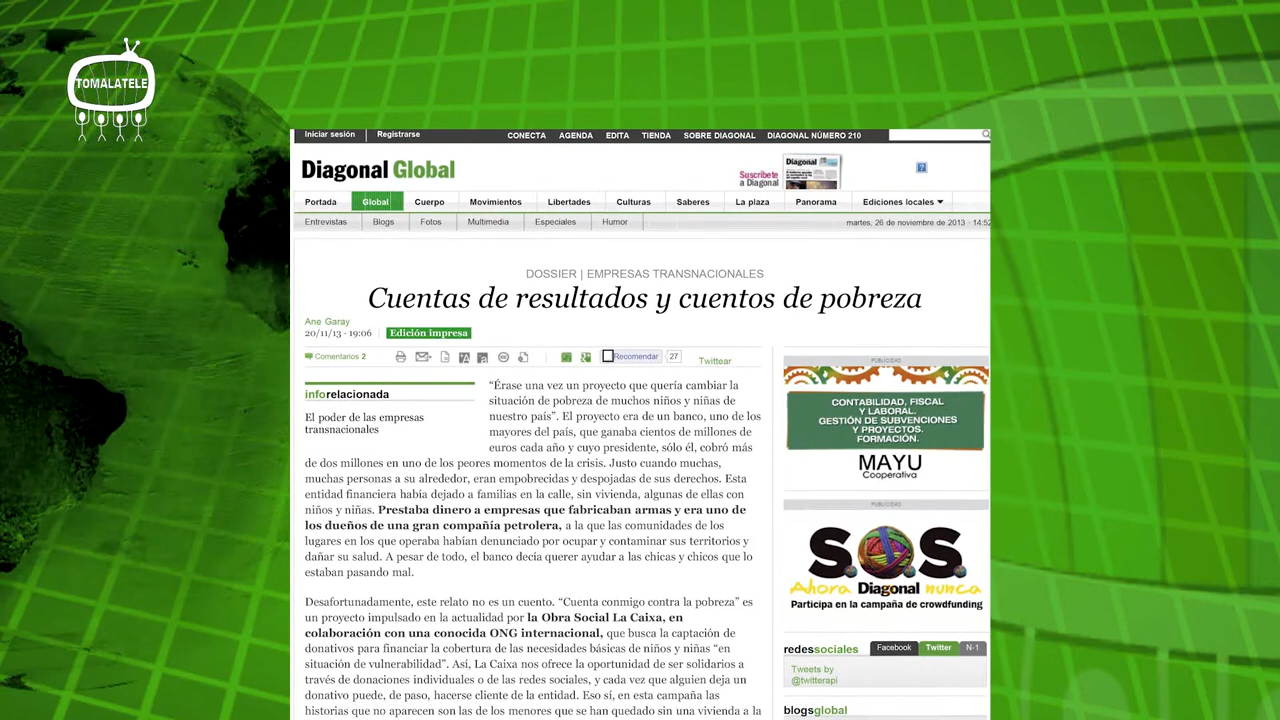 TOMALATELE
Iniciar sesión Registrarse CONECTA AGENDA EDITA TIENDA SOBRE DIAGONAL DIAGONAL NÚMERO 210
Diagonal Global
Suscríbete
a Diagonal
Diagonal
Portada Global Cuerpo Movimientos Libertades Culturas Saberes La plaza Panorama Ediciones locales
Entrevistas Blogs Fotos Multimedia Especiales Humor martes, 26 de noviembre de 2013 - 14:52
DOSSIER | EMPRESAS TRANSNACIONALES
Cuentas de resultados y cuentos de pobreza
Ane Garay
20/11/13 · 19:06 Edición impresa
Comentarios 2 Recomendar 27 Twittear
inforelacionada
El poder de las empresas
transnacionales
“Érase una vez un proyecto que quería cambiar la
situación de pobreza de muchos niños y niñas de
nuestro país”. El proyecto era de un banco, uno de los
mayores del país, que ganaba cientos de millones de
euros cada año y cuyo presidente, sólo él, cobró más
de dos millones en uno de los peores momentos de la crisis. Justo cuando muchas,
muchas personas a su alrededor, eran empobrecidas y despojadas de sus derechos. Esta
entidad financiera había dejado a familias en la calle, sin vivienda, algunas de ellas con
niños y niñas. Prestaba dinero a empresas que fabricaban armas y era uno de
los dueños de una gran compañía petrolera, a la que las comunidades de los
lugares en los que operaba habían denunciado por ocupar y contaminar sus territorios y
dañar su salud. A pesar de todo, el banco decía querer ayudar a las chicas y chicos que lo
estaban pasando mal.
Desafortunadamente, este relato no es un cuento. “Cuenta conmigo contra la pobreza” es
un proyecto impulsado en la actualidad por la Obra Social La Caixa, en
colaboración con una conocida ONG internacional, que busca la captación de
donativos para financiar la cobertura de las necesidades básicas de niños y niñas “en
situación de vulnerabilidad”. Así, La Caixa nos ofrece la oportunidad de ser solidarios a
través de donaciones individuales o de las redes sociales, y cada vez que alguien deja un
donativo puede, de paso, hacerse cliente de la entidad. Eso sí, en esta campaña las
historias que no aparecen son las de los menores que se han quedado sin una vivienda a la
PUBLICIDAD
CONTABILIDAD, FISCAL
Y LABORAL.
GESTIÓN DE SUBVENCIONES
Y PROYECTOS.
FORMACIÓN.
MAYU
Cooperativa
PUBLICIDAD
S.O.S.
Ahora Diagonal nunca
Participa en la campaña de crowdfunding
redessociales Facebook Twitter N-1
Tweets by
@twitterapi
blogsglobal